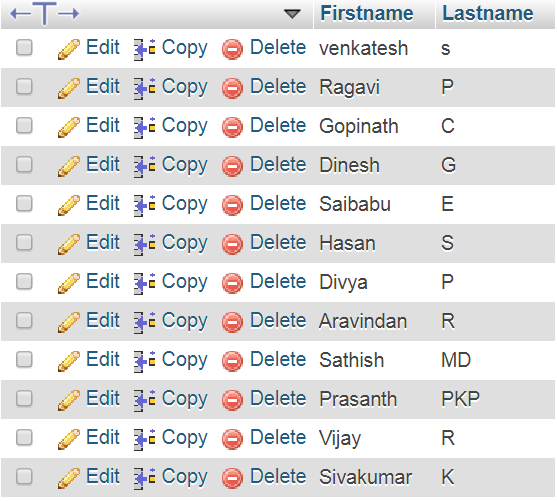 Firstname Lastname
Edit Copy Delete venkatesh s
Edit Copy Delete Ragavi P
Edit Copy Delete Gopinath C
Edit Copy Delete Dinesh G
Edit Copy Delete Saibabu E
Edit Copy Delete Hasan S
Edit Copy Delete Divya P
Edit Copy Delete Aravindan R
Edit Copy Delete Sathish MD
Edit Copy Delete Prasanth PKP
Edit Copy Delete Vijay R
Edit Copy Delete Sivakumar K